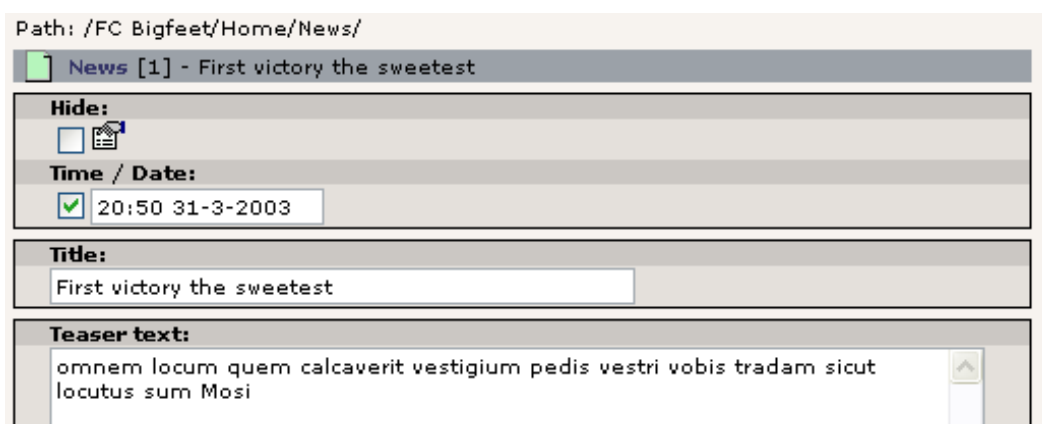 Path: /FC Bigfeet/Home/News/
News [1] - First victory the sweetest
Hide:
Time / Date:
20:50 31-3-2003
Title:
First victory the sweetest
Teaser text:
omnem locum quem calcaverit vestigium pedis vestri vobis tradam sicut
locutus sum Mosi